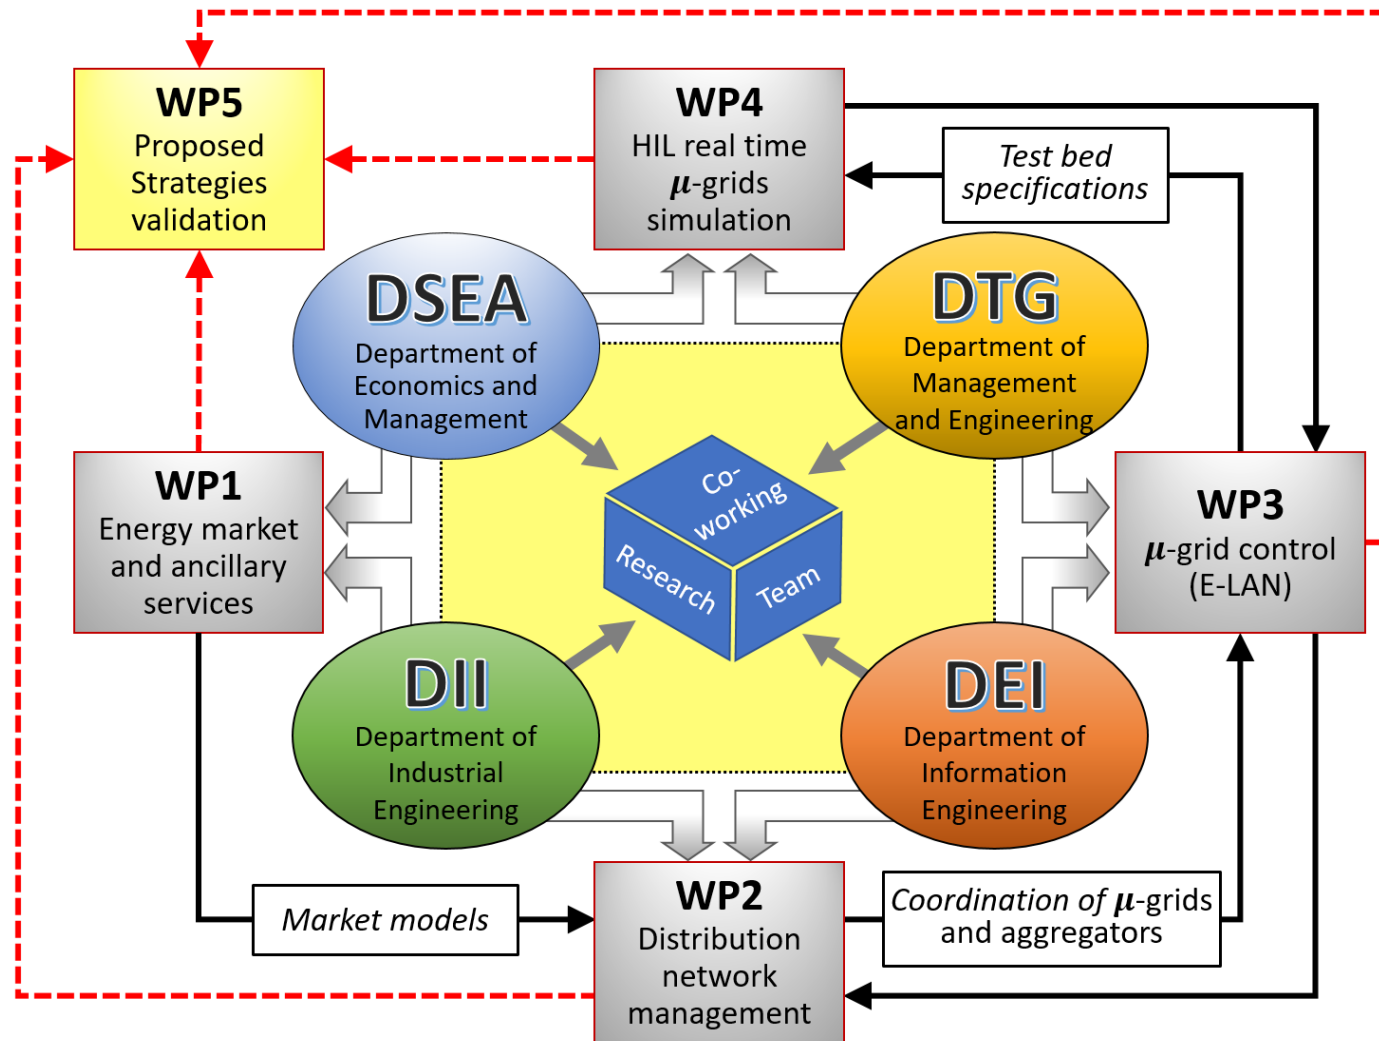 WP5
Proposed
Strategies
validation
WP4
HIL real time
μ-grids
simulation
Test bed
specifications
DSEA
Department of
Economics and
Management
DTG
Department of
Management
and Engineering
WP1
Energy market
and ancillary
services
Co-
working
Research
Team
WP3
μ-grid control
(E-LAN)
DII
Department of
Industrial
Engineering
DEI
Department of
Information
Engineering
Market models
WP2
Distribution
network
management
Coordination of μ-grids
and aggregators